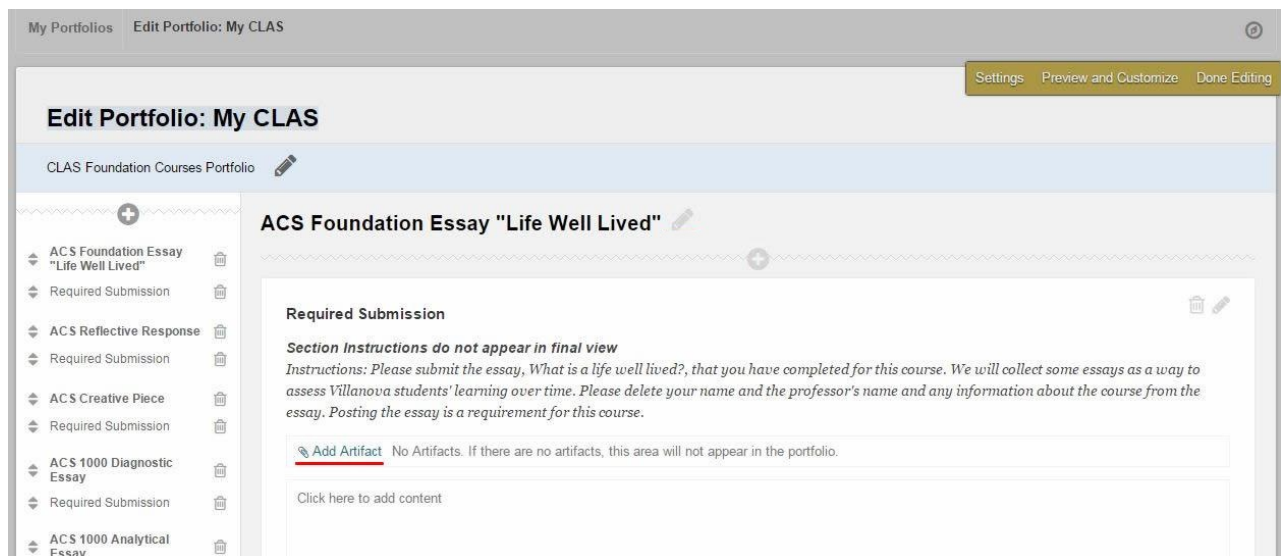 My Portfolios Edit Portfolio: My CLAS
Settings Preview and Customize Done Editing
Edit Portfolio: My CLAS
CLAS Foundation Courses Portfolio
ACS Foundation Essay
"Life Well Lived"
Required Submission
ACS Reflective Response
Required Submission
ACS Creative Piece
Required Submission
ACS 1000 Diagnostic
Essay
Required Submission
ACS 1000 Analytical
Essay
ACS Foundation Essay "Life Well Lived"
Required Submission
Section Instructions do not appear in final view
Instructions: Please submit the essay, What is a life well lived?, that you have completed for this course. We will collect some essays as a way to
assess Villanova students' learning over time. Please delete your name and the professor's name and any information about the course from the
essay. Posting the essay is a requirement for this course.
Add Artifact No Artifacts. If there are no artifacts, this area will not appear in the portfolio.
Click here to add content